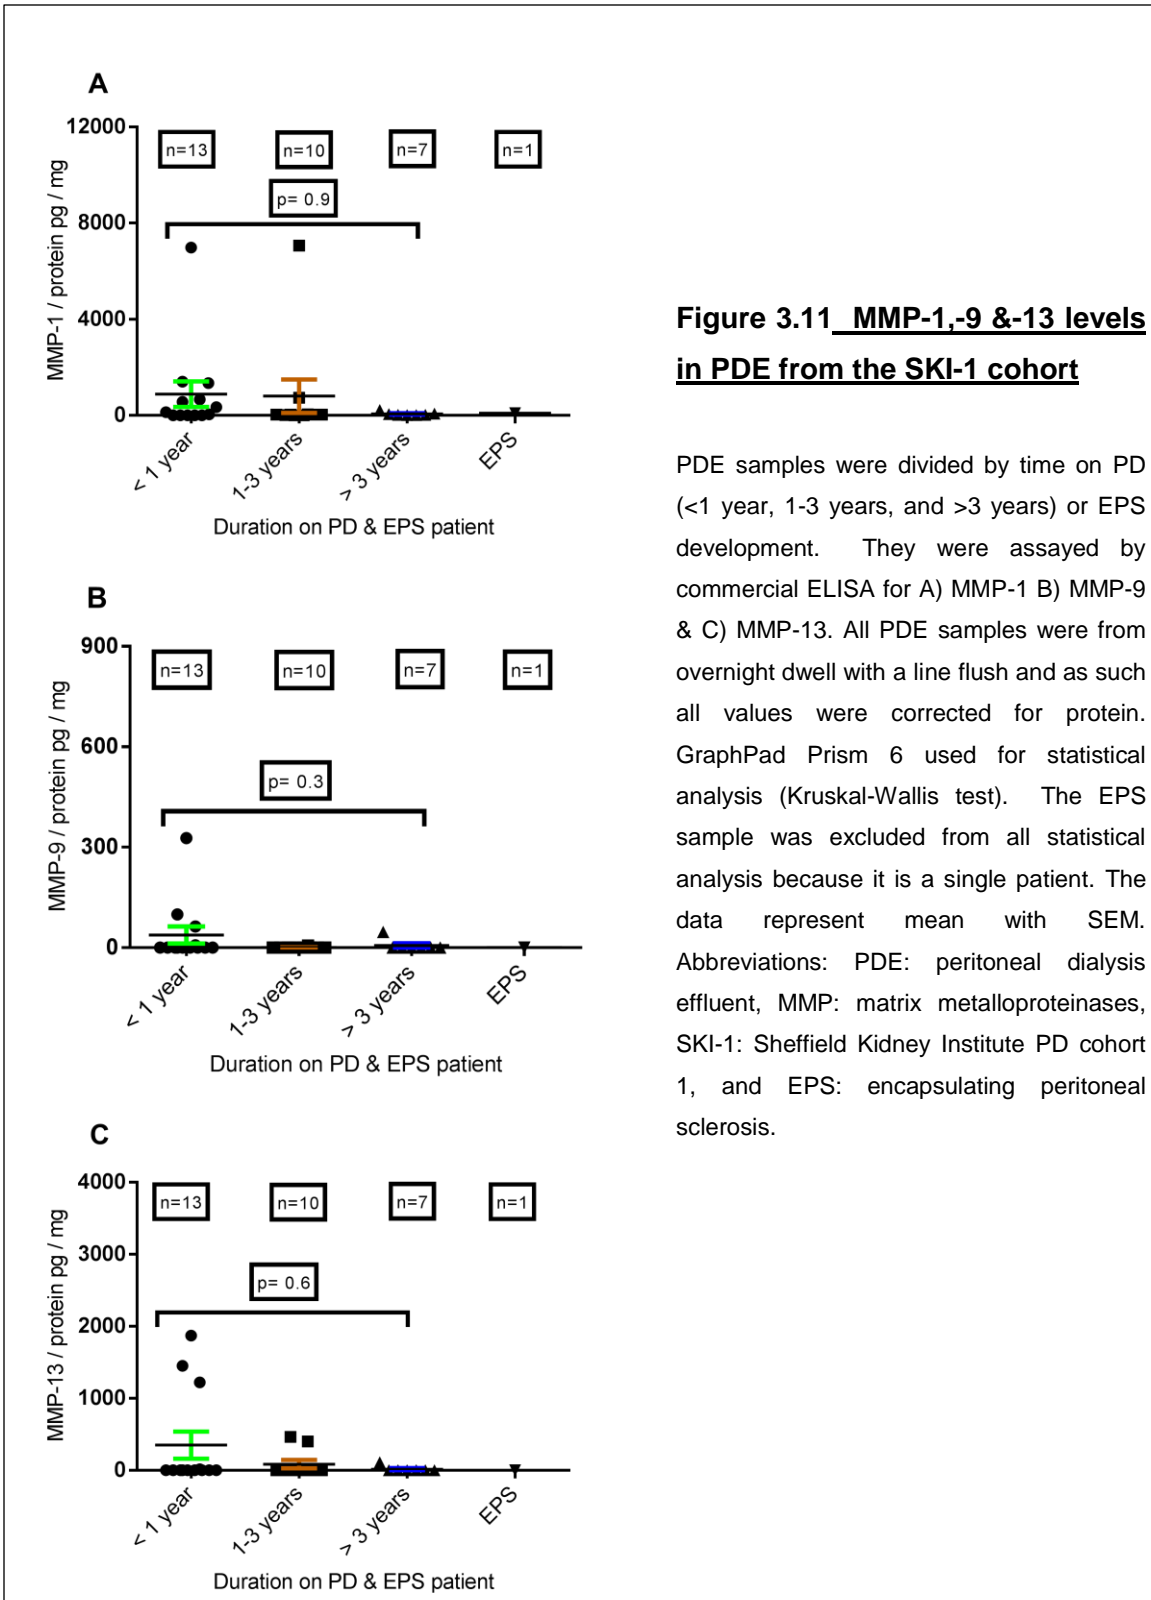 A
12000
8000
4000
0
MMP-1 / protein pg / mg
n=13
n=10
n=7
n=1
p= 0.9
< 1 year
1-3 years
> 3 years
EPS
Duration on PD & EPS patient
B
900
600
300
0
MMP-9 / protein pg / mg
n=13
n=10
n=7
n=1
p= 0.3
< 1 year
1-3 years
> 3 years
EPS
Duration on PD & EPS patient
C
4000
3000
2000
1000
0
MMP-13 / protein pg / mg
n=13
n=10
n=7
n=1
p= 0.6
< 1 year
1-3 years
> 3 years
EPS
Duration on PD & EPS patient
Figure 3.11 MMP-1,-9 &-13 levels
in PDE from the SKI-1 cohort
PDE samples were divided by time on PD
(<1 year, 1-3 years, and >3 years) or EPS
development. They were assayed by
commercial ELISA for A) MMP-1 B) MMP-9
& C) MMP-13. All PDE samples were from
overnight dwell with a line flush and as such
all values were corrected for protein.
GraphPad Prism 6 used for statistical
analysis (Kruskal-Wallis test). The EPS
sample was excluded from all statistical
analysis because it is a single patient. The
data represent mean with SEM.
Abbreviations: PDE: peritoneal dialysis
effluent, MMP: matrix metalloproteinases,
SKI-1: Sheffield Kidney Institute PD cohort
1, and EPS: encapsulating peritoneal
sclerosis.